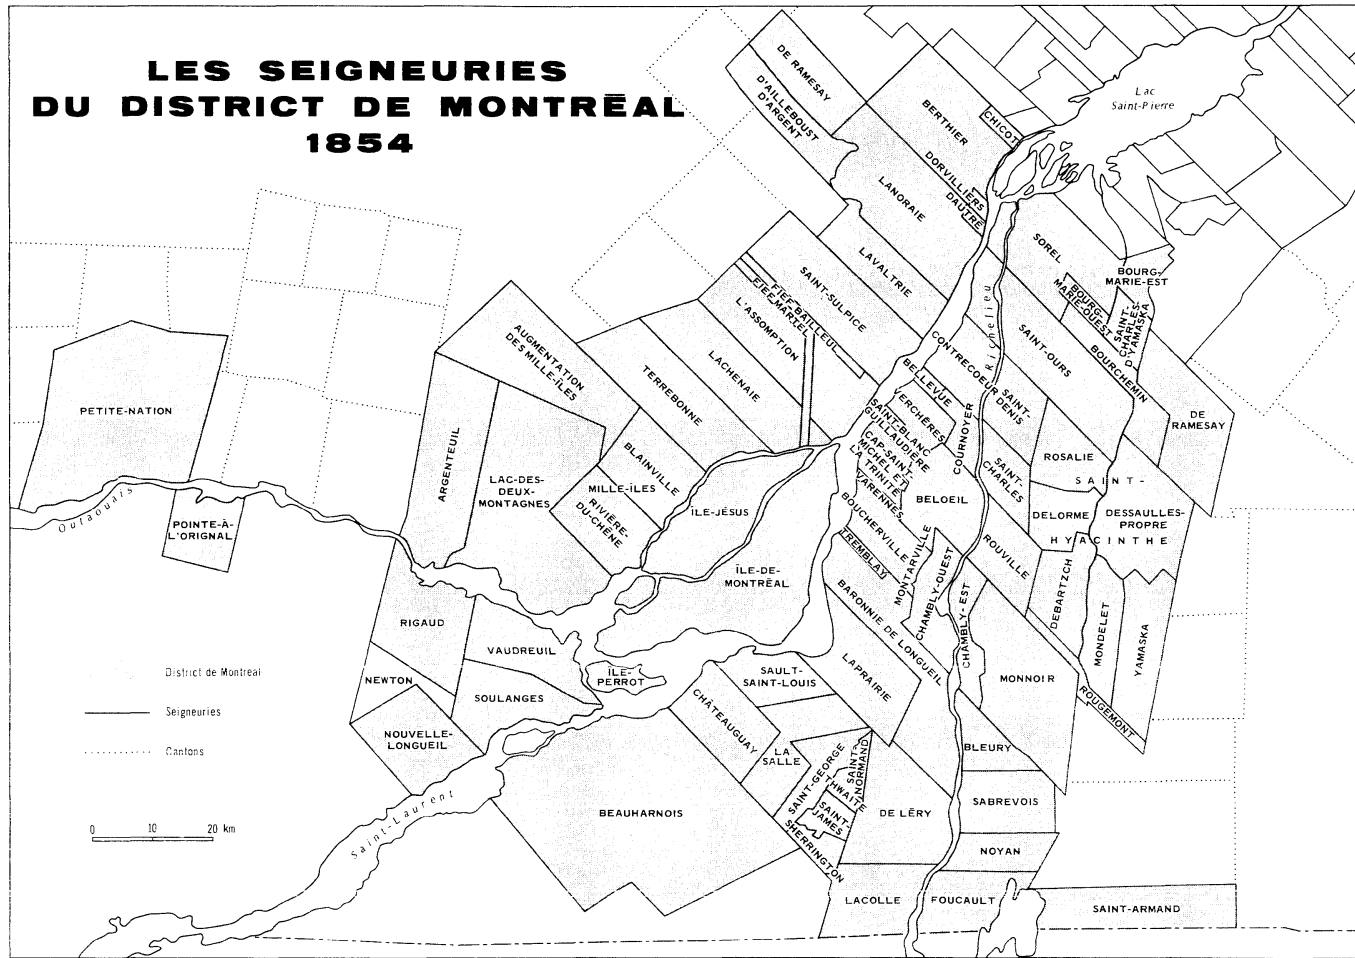 LES SEIGNEURIES
DU DISTRICT DE MONTRÉAL
1854
Lac
Saint-Pierre
DE RAMESAY
D'AILLEBOUST
D'ARGENT
BERTHIER
CHICOT
DORVILLIERS
DAUTRÉ
LANORAIE
LAVALTRIE
SAINT-SULPICE
FIEF BAILLEUL
FIEF MARTEL
L'ASSOMPTION
LACHENAIE
TERREBONNE
AUGMENTATION
DES MILLE-ÎLES
BLAINVILLE
MILLE-ÎLES
RIVIÈRE-
DU-CHÊNE
LAC-DES-
DEUX-
MONTAGNES
ARGENTEUIL
PETITE-NATION
Outaouais
POINTE-À-
L'ORIGNAL
ÎLE-JÉSUS
ÎLE-DE-
MONTRÉAL
RIGAUD
VAUDREUIL
NEWTON
SOULANGES
ÎLE-
PERROT
NOUVELLE-
LONGUEIL
SOREL
Richelieu
BOURG-
MARIE-EST
BOURG-
MARIE-OUEST
SAINT-
CHARLES-
D'YAMASKA
BOURCHEMIN
SAINT-OURS
DE
RAMESAY
CONTRECOEUR
SAINT-
DENIS
BELLEVUE
VERCHÈRES
SAINT-BLANC
GUILLAUDIÈRE
CAP-SAINT-
MICHEL ET
LA TRINITÉ
VARENNES
COURNOYER
SAINT-
CHARLES
BELOEIL
ROSALIE
SAINT-
HYACINTHE
DELORME
DESSAULLES-
PROPRE
BOUCHERVILLE
TREMBLAY
MONTARVILLE
CHAMBLY-OUEST
CHAMBLY-EST
ROUVILLE
DEBARTZCH
MONDELET
YAMASKA
ROUGEMONT
MONNOIR
BARONNIE DE LONGUEUIL
LAPRAIRIE
SAULT-
SAINT-LOUIS
CHÂTEAUGUAY
LA
SALLE
SAINT-GEORGE
THWAITE
SAINT-
NORMAND
SAINT-
JAMES
SHERRINGTON
BEAUHARNOIS
DE LÉRY
BLEURY
SABREVOIS
NOYAN
LACOLLE
FOUCAULT
SAINT-ARMAND
Saint-Laurent
District de Montréal
Seigneuries
Cantons
0 10 20 km